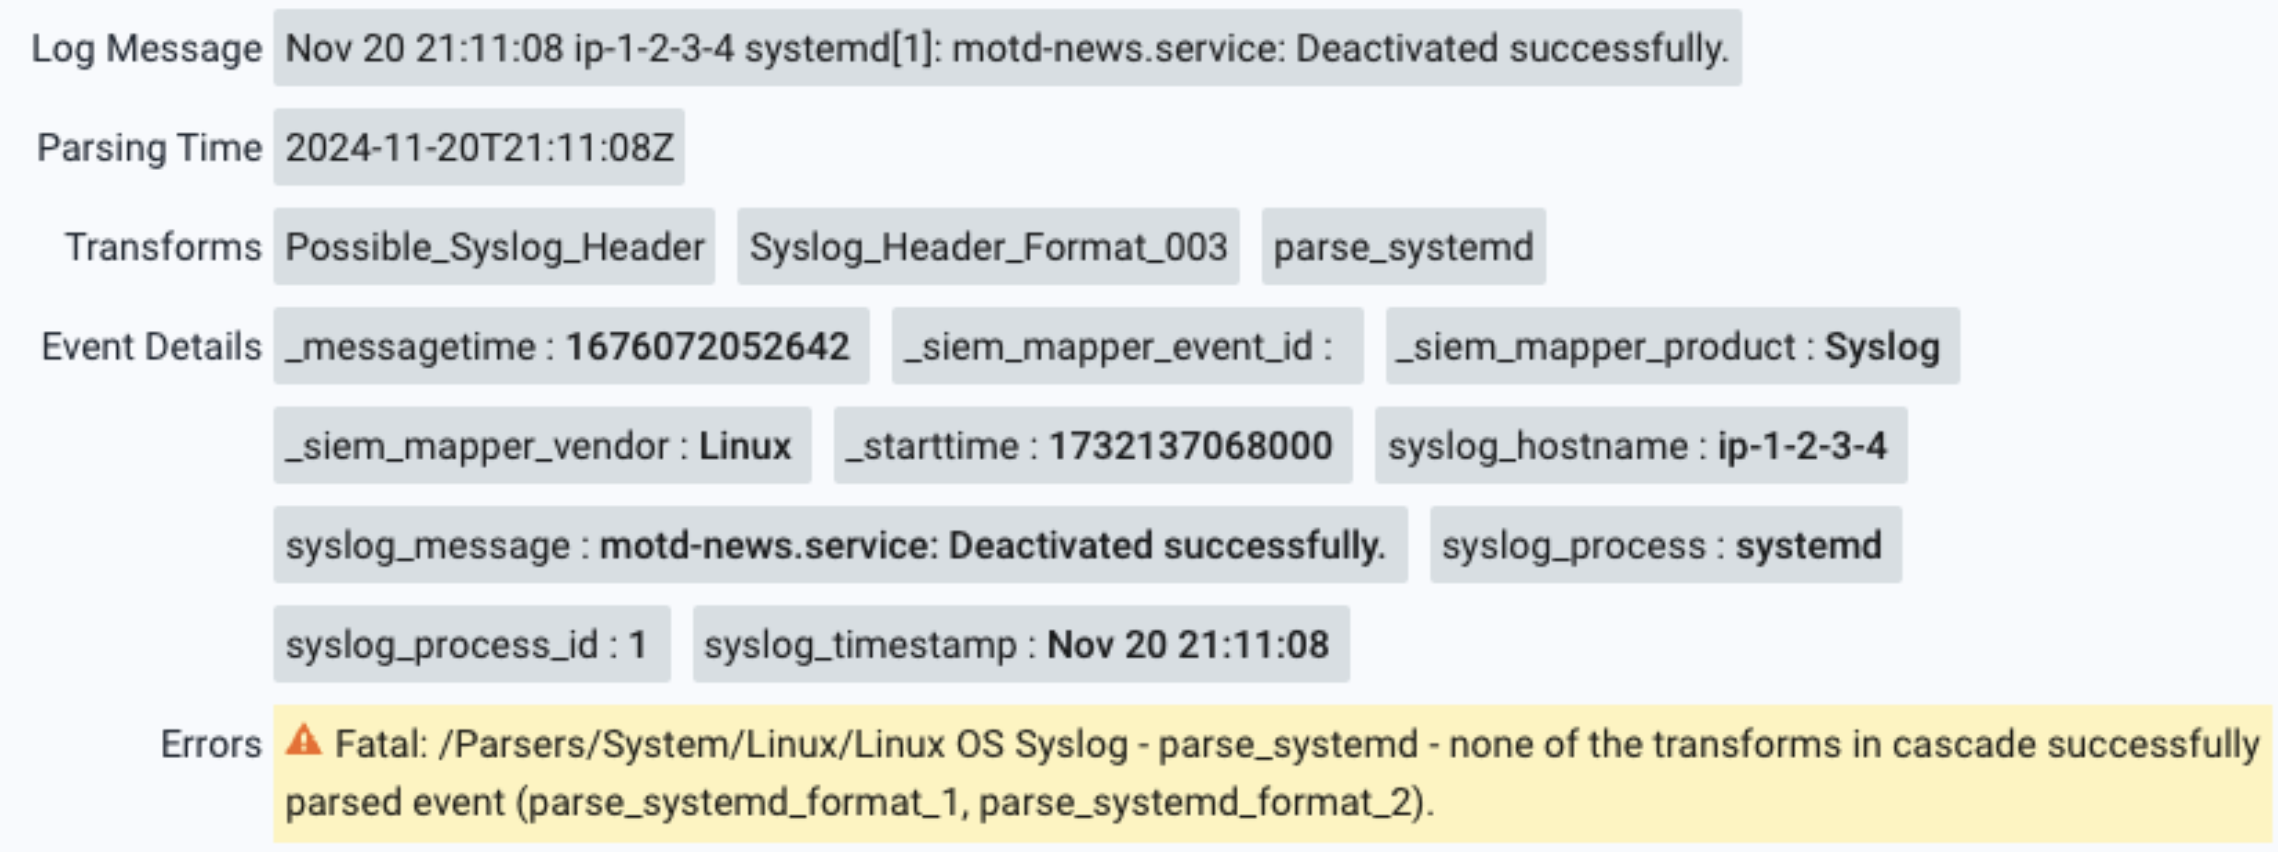 Log Message Nov 20 21:11:08 ip-1-2-3-4 systemd[1]: motd-news.service: Deactivated successfully.
Parsing Time 2024-11-20T21:11:08Z
Transforms Possible_Syslog_Header Syslog_Header_Format_003 parse_systemd
Event Details _messagetime : 1676072052642 _siem_mapper_event_id : _siem_mapper_product : Syslog
_siem_mapper_vendor : Linux _starttime : 1732137068000 syslog_hostname : ip-1-2-3-4
syslog_message : motd-news.service: Deactivated successfully. syslog_process : systemd
syslog_process_id : 1 syslog_timestamp : Nov 20 21:11:08
Errors Fatal: /Parsers/System/Linux/Linux OS Syslog - parse_systemd - none of the transforms in cascade successfully
parsed event (parse_systemd_format_1, parse_systemd_format_2).